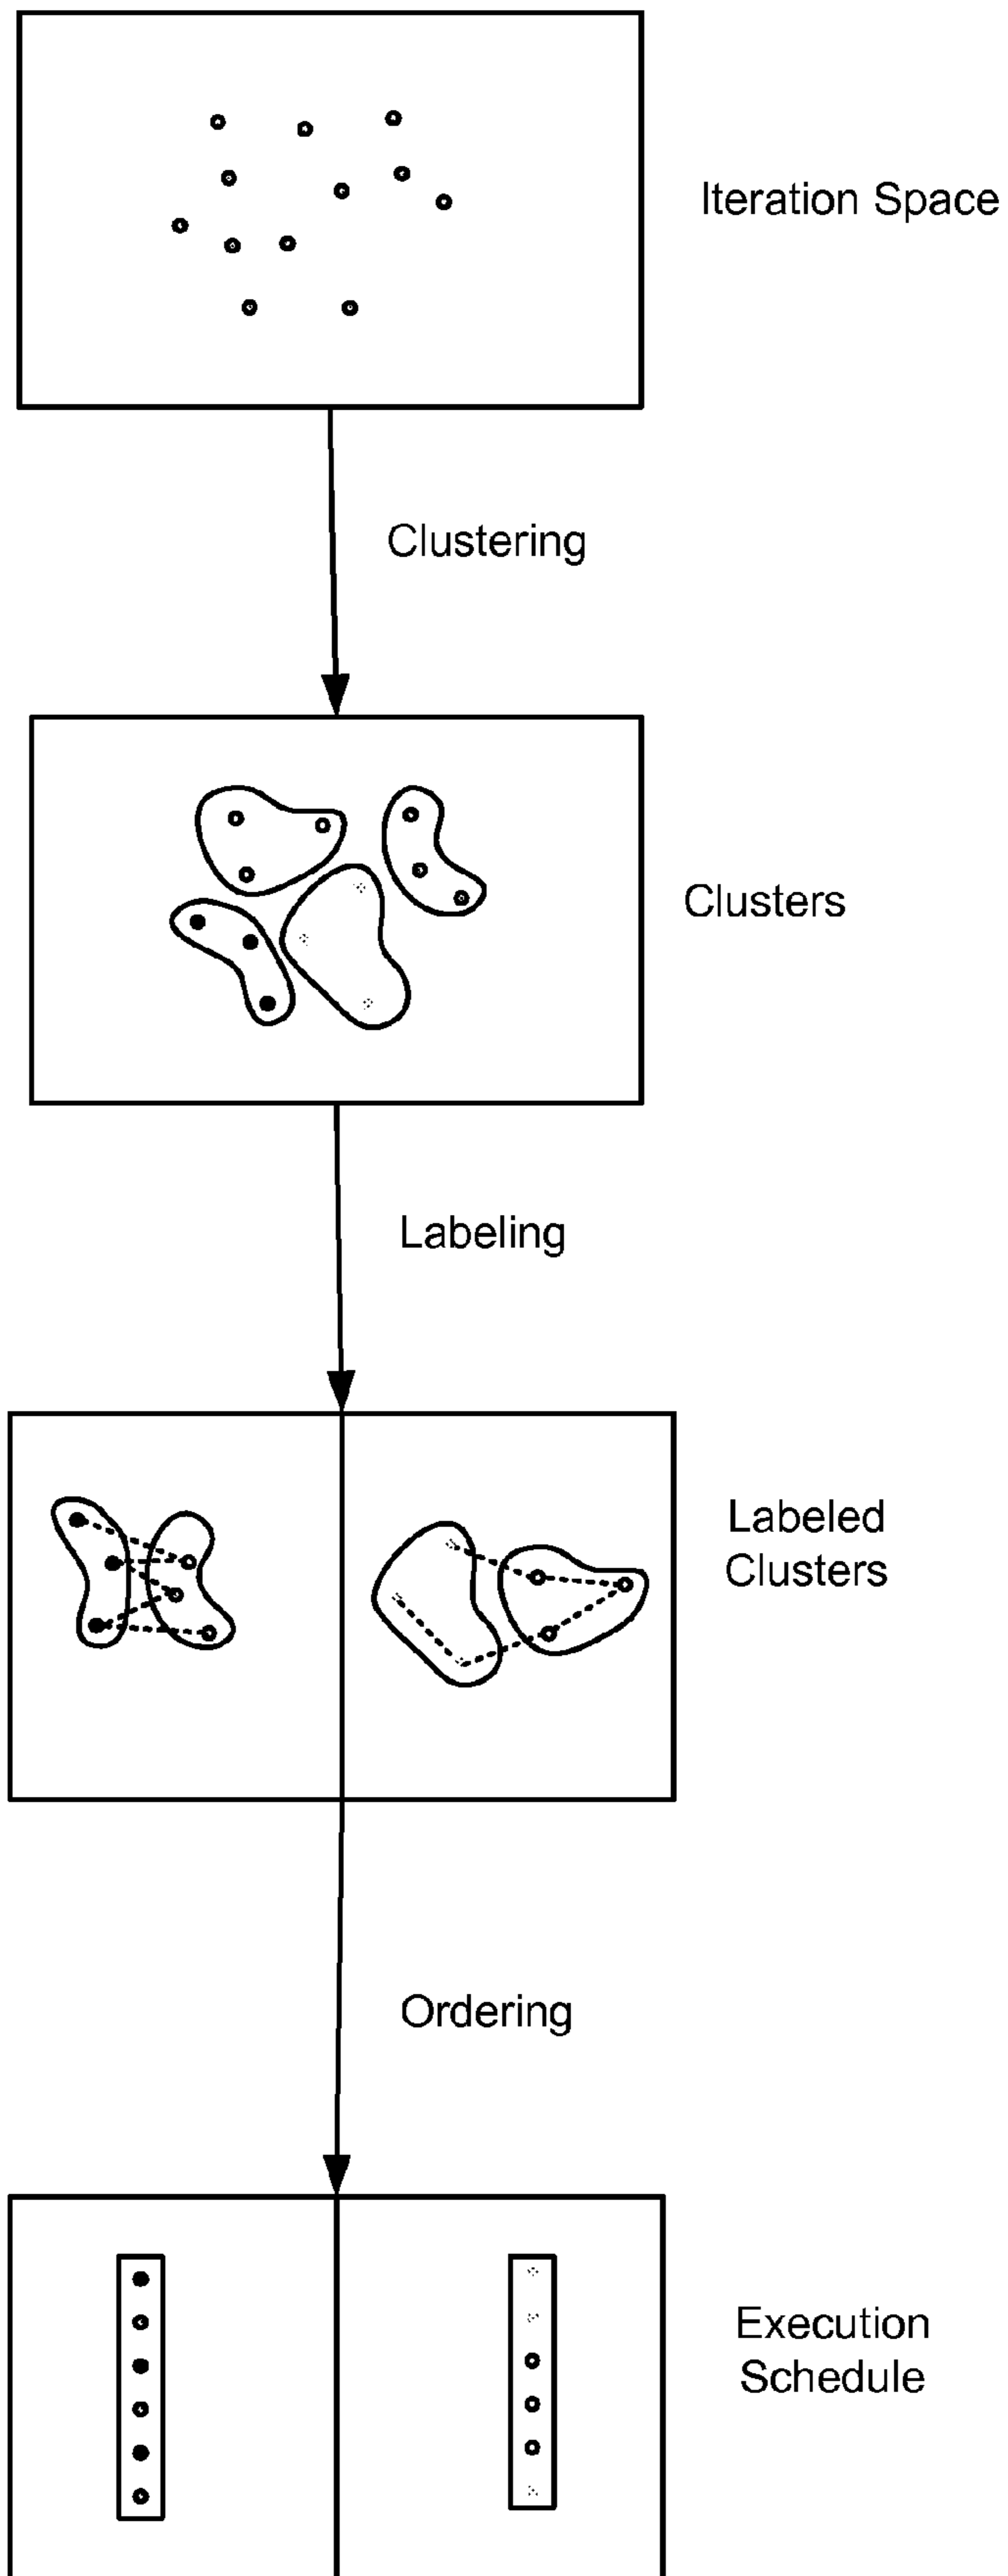 Iteration Space
Clustering
Clusters
Labeling
Labeled
Clusters
Ordering
Execution
Schedule